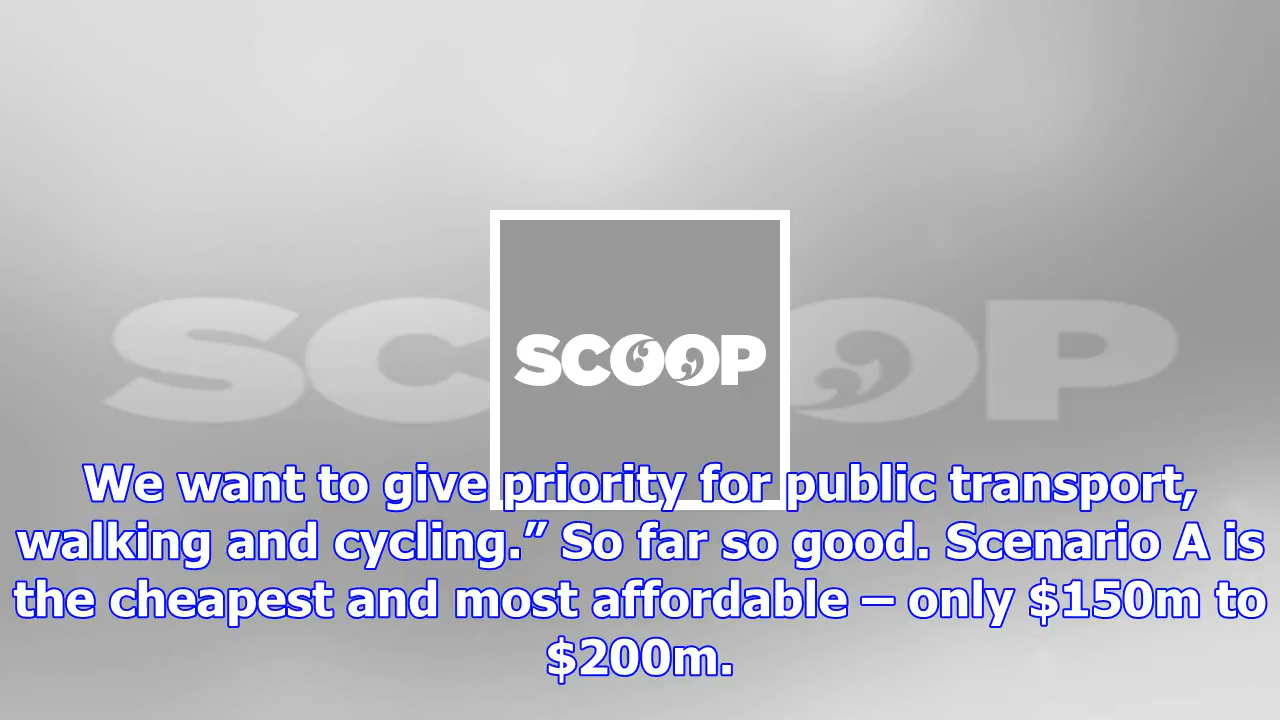 SCOOP
SCOOP
We want to give priority for public transport,
walking and cycling.” So far so good. Scenario A is
the cheapest and most affordable – only $150m to
$200m.